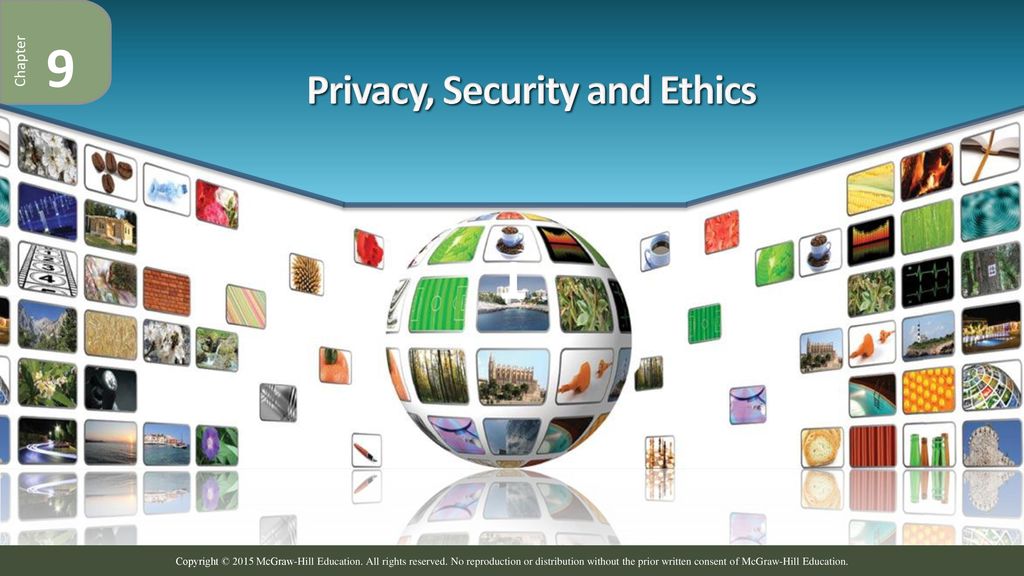 Chapter
9
Privacy, Security and Ethics
Copyright © 2015 McGraw-Hill Education. All rights reserved. No reproduction or distribution without the prior written consent of McGraw-Hill Education.